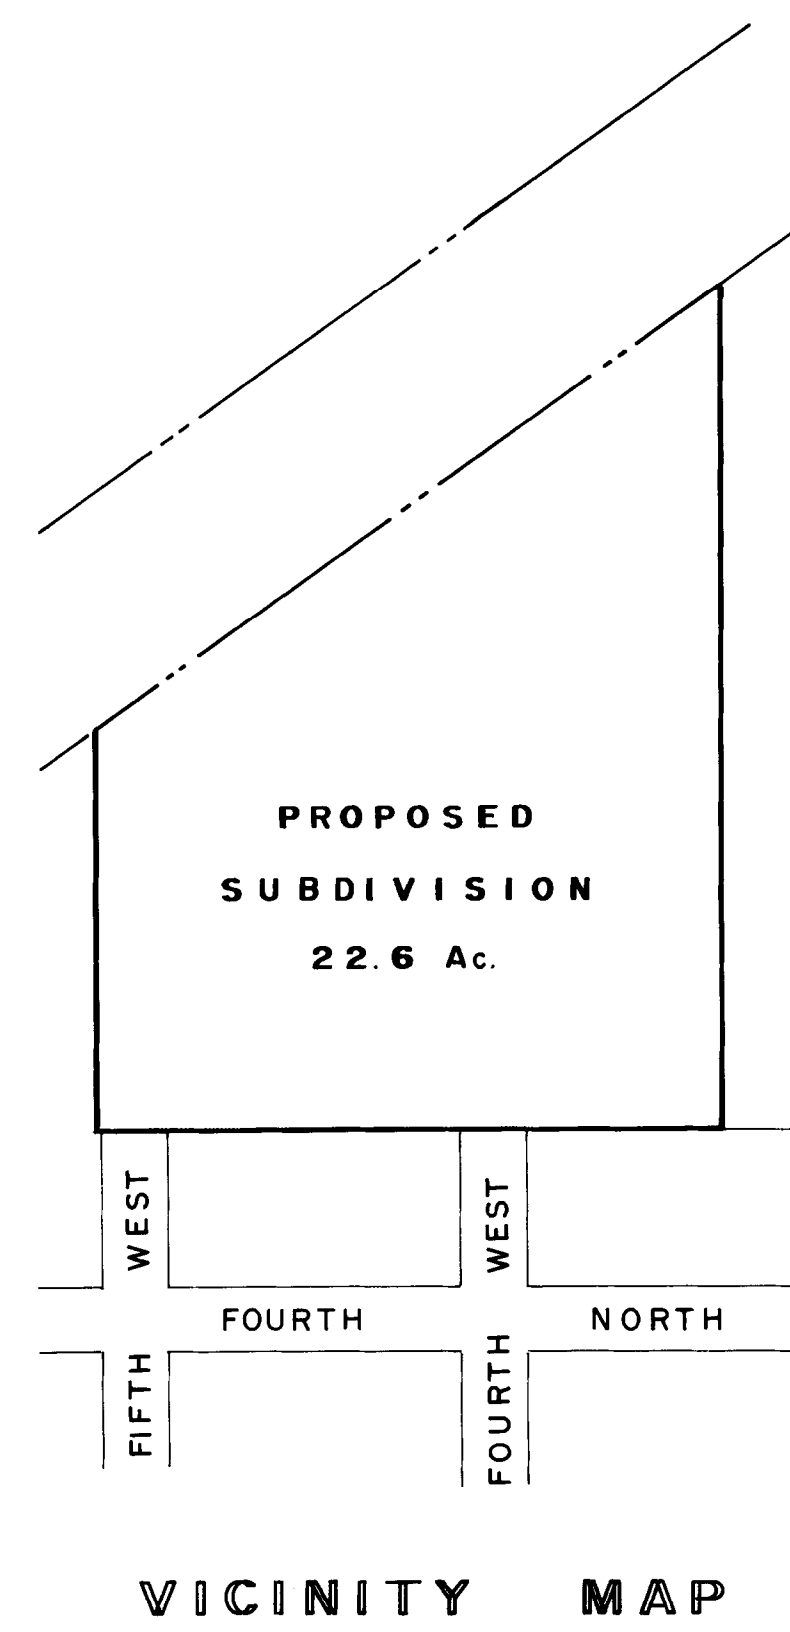 PROPOSED
SUBDIVISION
22.6 Ac.
FIFTH WEST
FOURTH WEST
FOURTH NORTH
VICINITY MAP